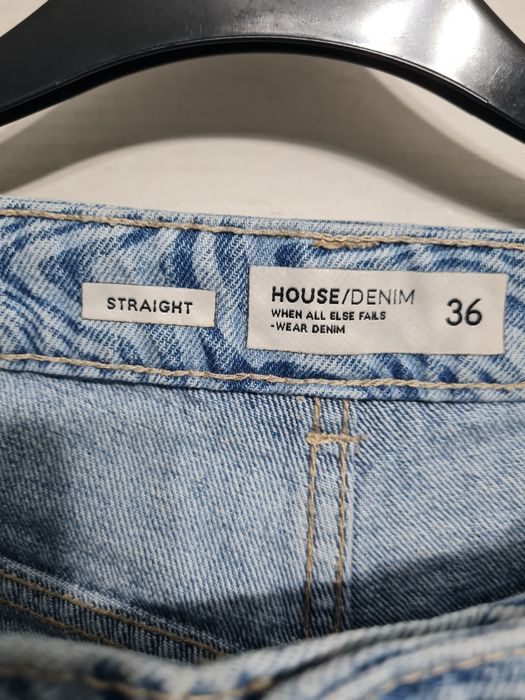 STRAIGHT
HOUSE/DENIM
WHEN ALL ELSE FAILS
-WEAR DENIM
36